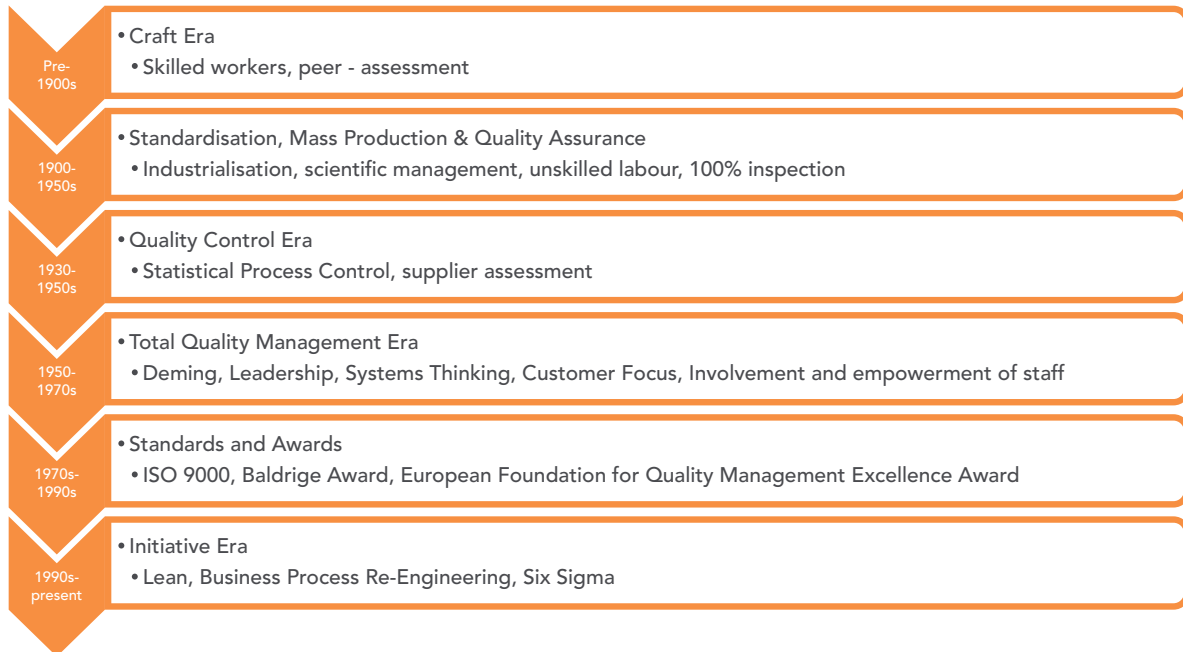 Pre-
1900s
• Craft Era
• Skilled workers, peer - assessment
1900-
1950s
• Standardisation, Mass Production & Quality Assurance
• Industrialisation, scientific management, unskilled labour, 100% inspection
1930-
1950s
• Quality Control Era
• Statistical Process Control, supplier assessment
1950-
1970s
• Total Quality Management Era
• Deming, Leadership, Systems Thinking, Customer Focus, Involvement and empowerment of staff
1970s-
1990s
• Standards and Awards
• ISO 9000, Baldrige Award, European Foundation for Quality Management Excellence Award
1990s-
present
• Initiative Era
• Lean, Business Process Re-Engineering, Six Sigma